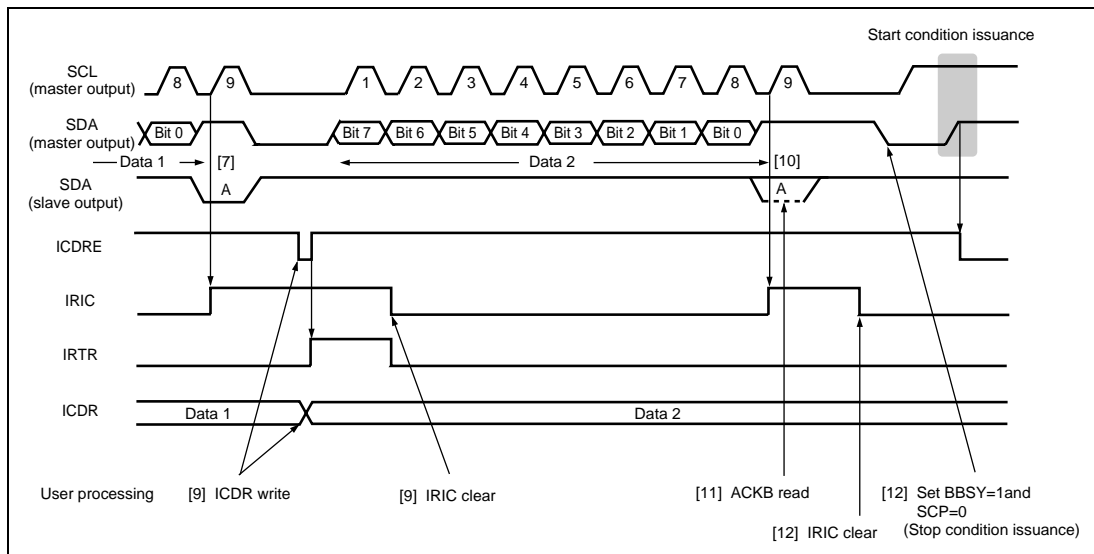 Start condition issuance
SCL
(master output)
8 9 1 2 3 4 5 6 7 8 9
SDA
(master output)
Bit 0 Bit 7 Bit 6 Bit 5 Bit 4 Bit 3 Bit 2 Bit 1 Bit 0
Data 1 [7] Data 2 [10]
SDA
(slave output)
A A
ICDRE
IRIC
IRTR
ICDR
Data 1 Data 2
User processing [9] ICDR write [9] IRIC clear [11] ACKB read [12] Set BBSY=1and
SCP=0
(Stop condition issuance)
[12] IRIC clear